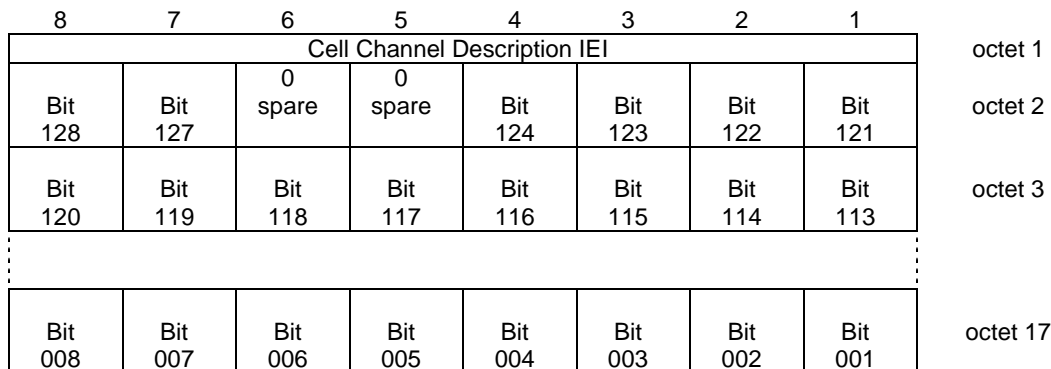 8 7 6 5 4 3 2 1
Cell Channel Description IEI octet 1
0 0
Bit Bit spare spare Bit Bit Bit Bit octet 2
128 127 124 123 122 121
Bit Bit Bit Bit Bit Bit Bit Bit octet 3
120 119 118 117 116 115 114 113
Bit Bit Bit Bit Bit Bit Bit Bit octet 17
008 007 006 005 004 003 002 001